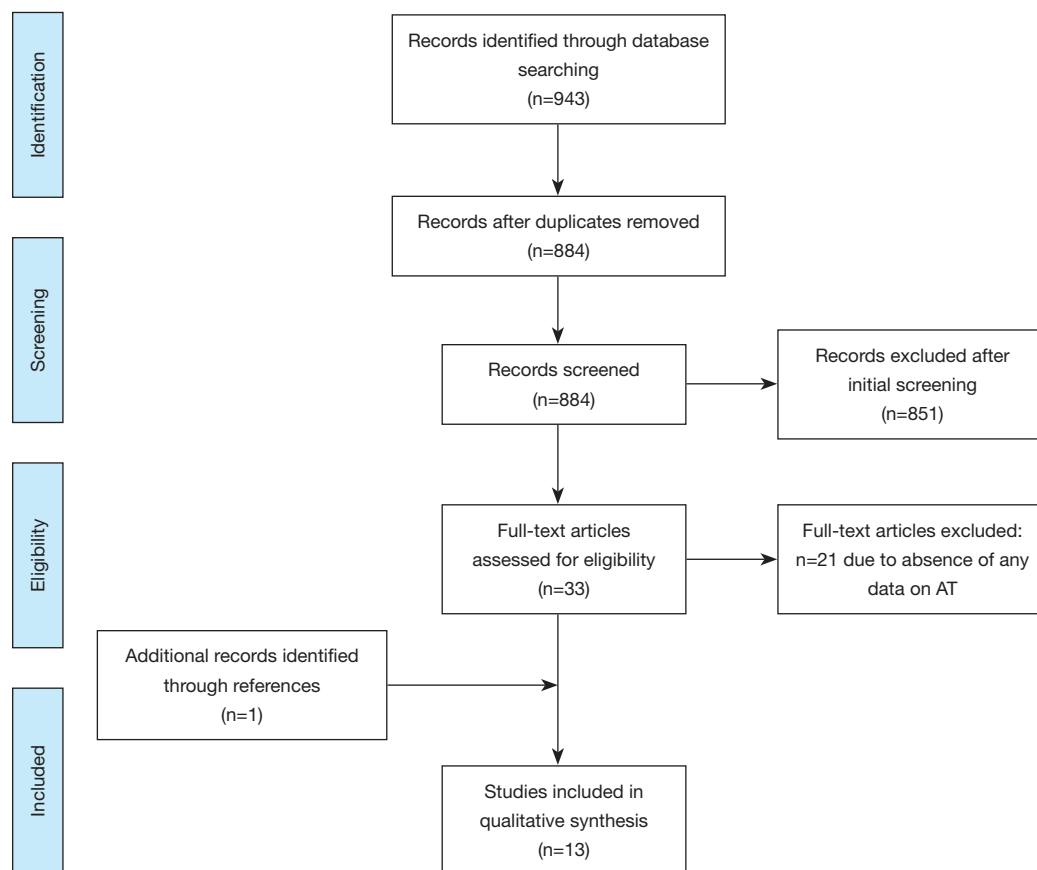 Identification
Records identified through database
searching
(n=943)
Records after duplicates removed
(n=884)
Screening
Records screened
(n=884)
Records excluded after
initial screening
(n=851)
Eligibility
Full-text articles
assessed for eligibility
(n=33)
Full-text articles excluded:
n=21 due to absence of any
data on AT
Additional records identified
through references
(n=1)
Included
Studies included in
qualitative synthesis
(n=13)